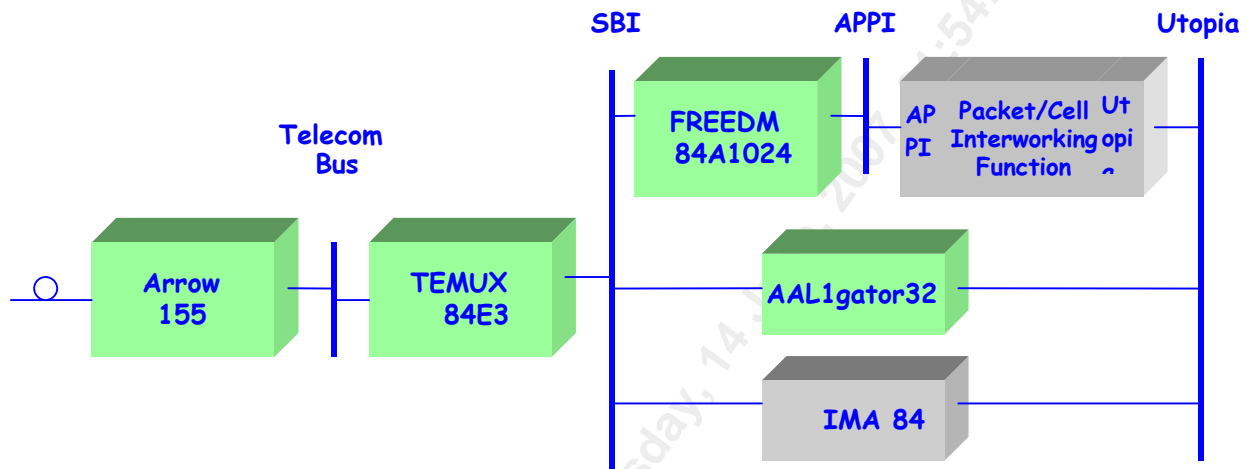 SBI
APPI
Utopia
Telecom
Bus
FREEDM
84A1024
AP
PI
Packet/Cell
Interworking
Function
Ut
opi
Arrow
155
TEMUX
84E3
AAL1gator32
IMA 84